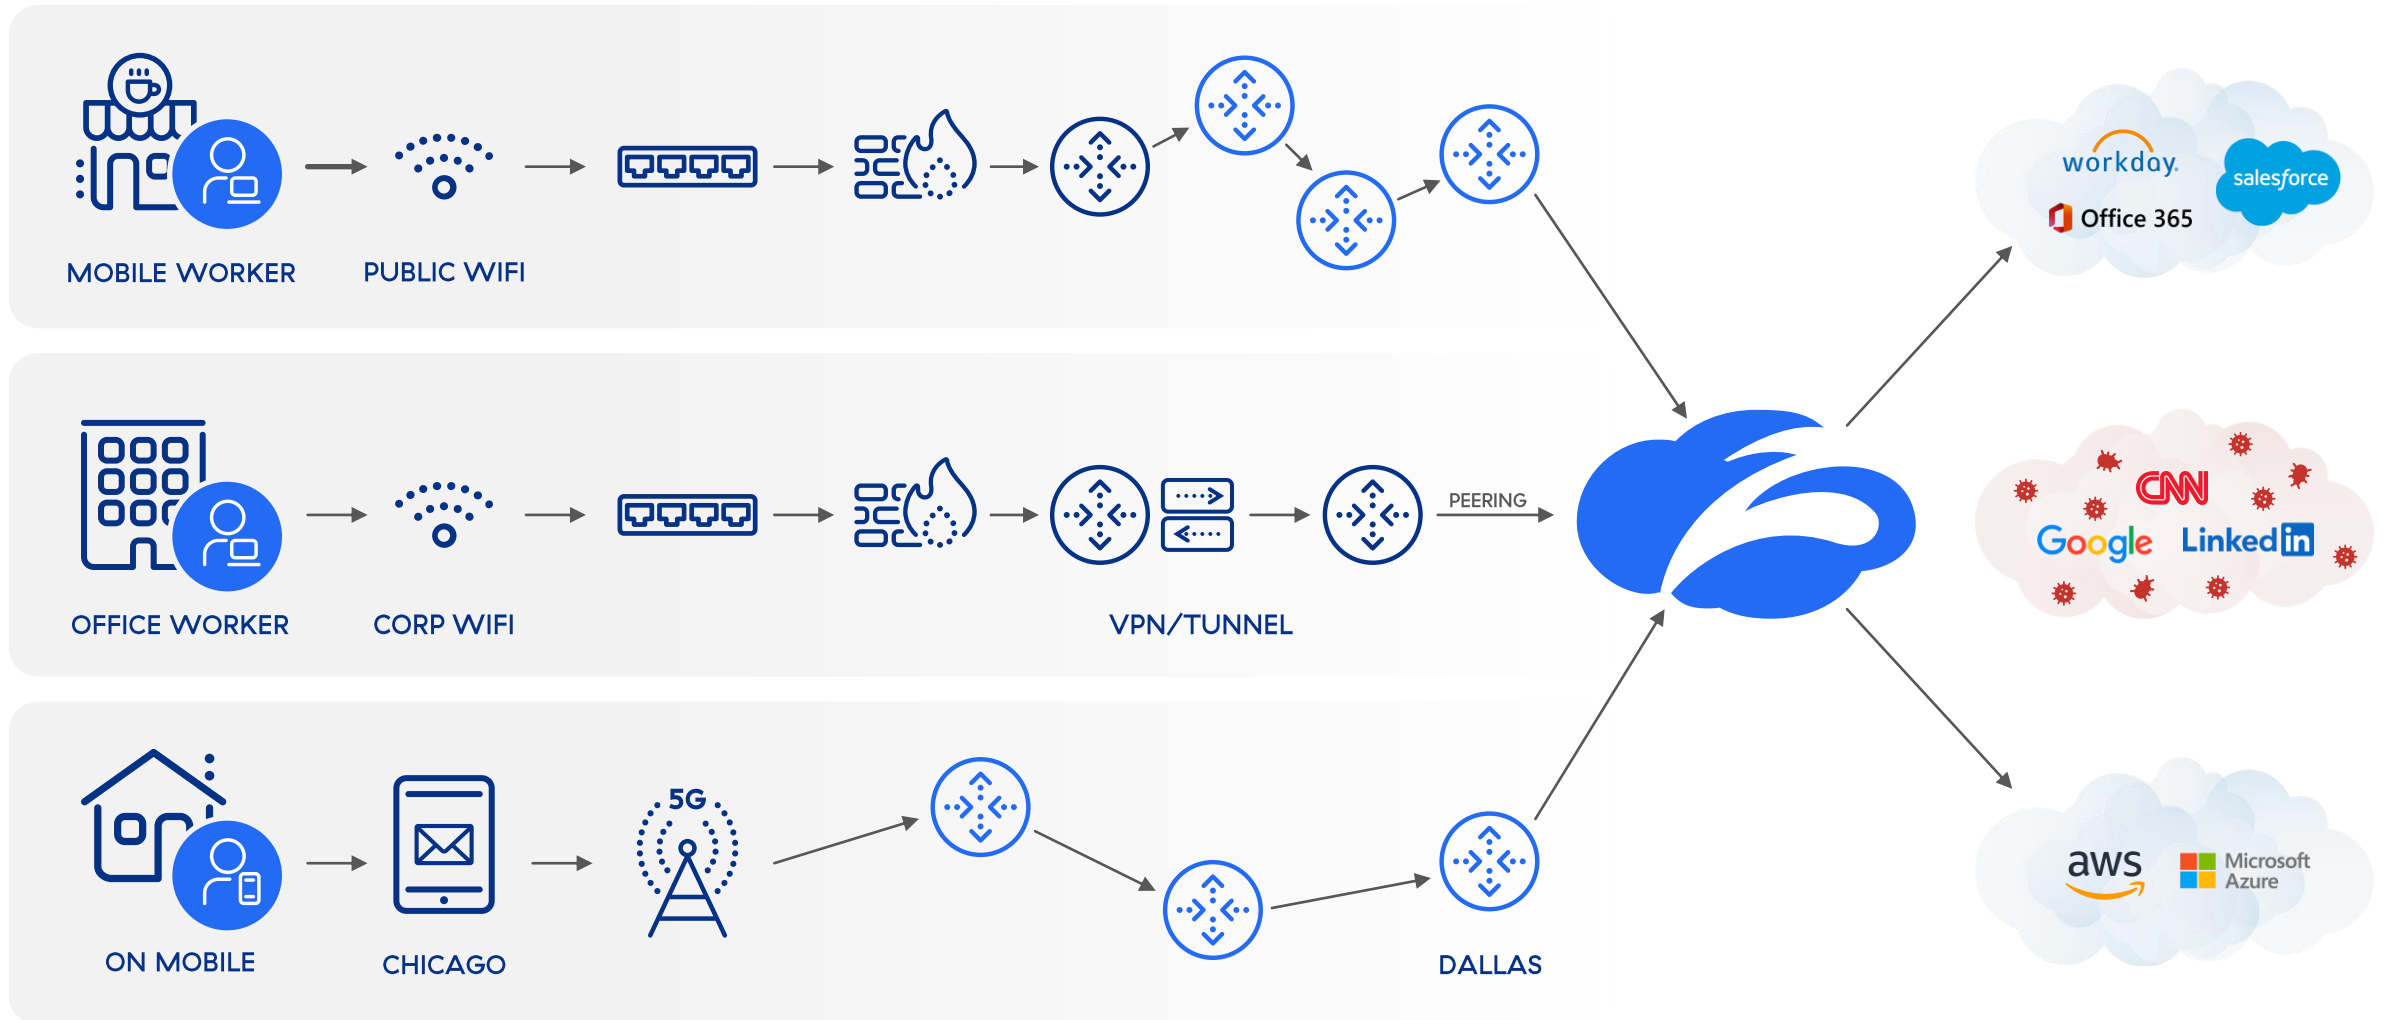 MOBILE WORKER
PUBLIC WIFI
workday.
salesforce
Office 365
OFFICE WORKER
CORP WIFI
VPN/TUNNEL
PEERING
CNN
Google
Linkedin
ON MOBILE
CHICAGO
5G
DALLAS
aws
Microsoft
Azure